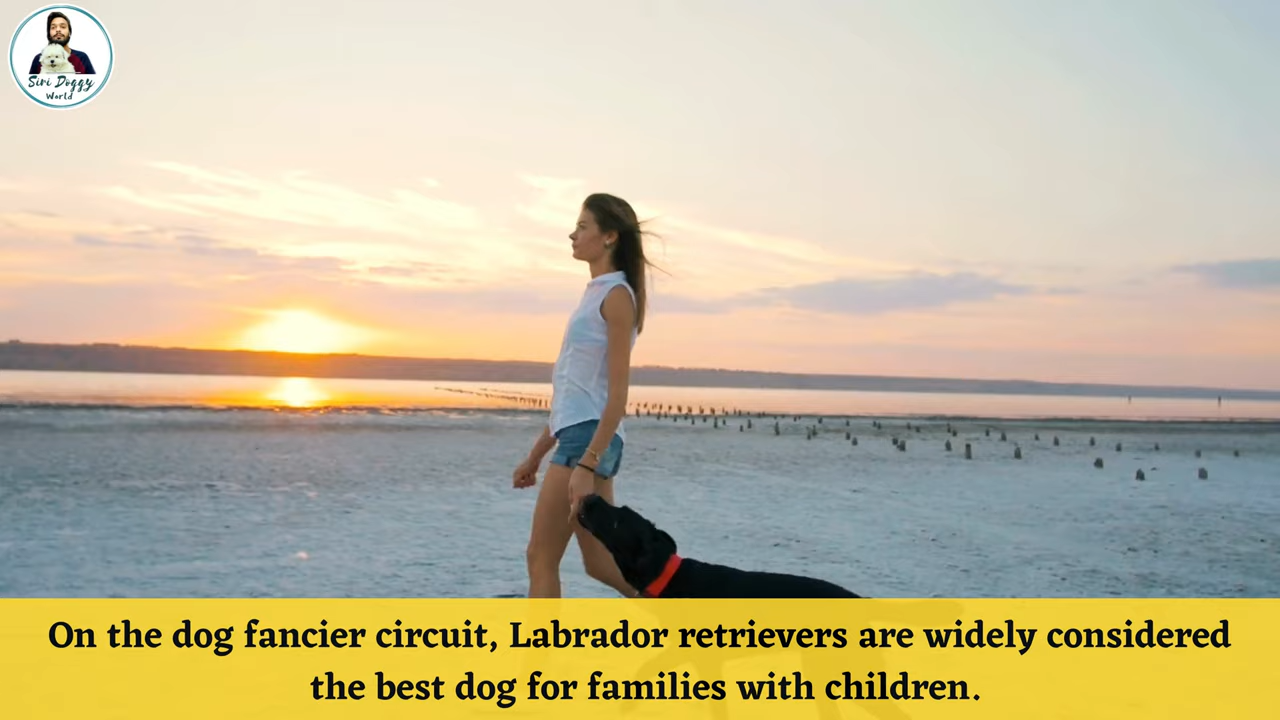 Siri Doggy
World
On the dog fancier circuit, Labrador retrievers are widely considered
the best dog for families with children.